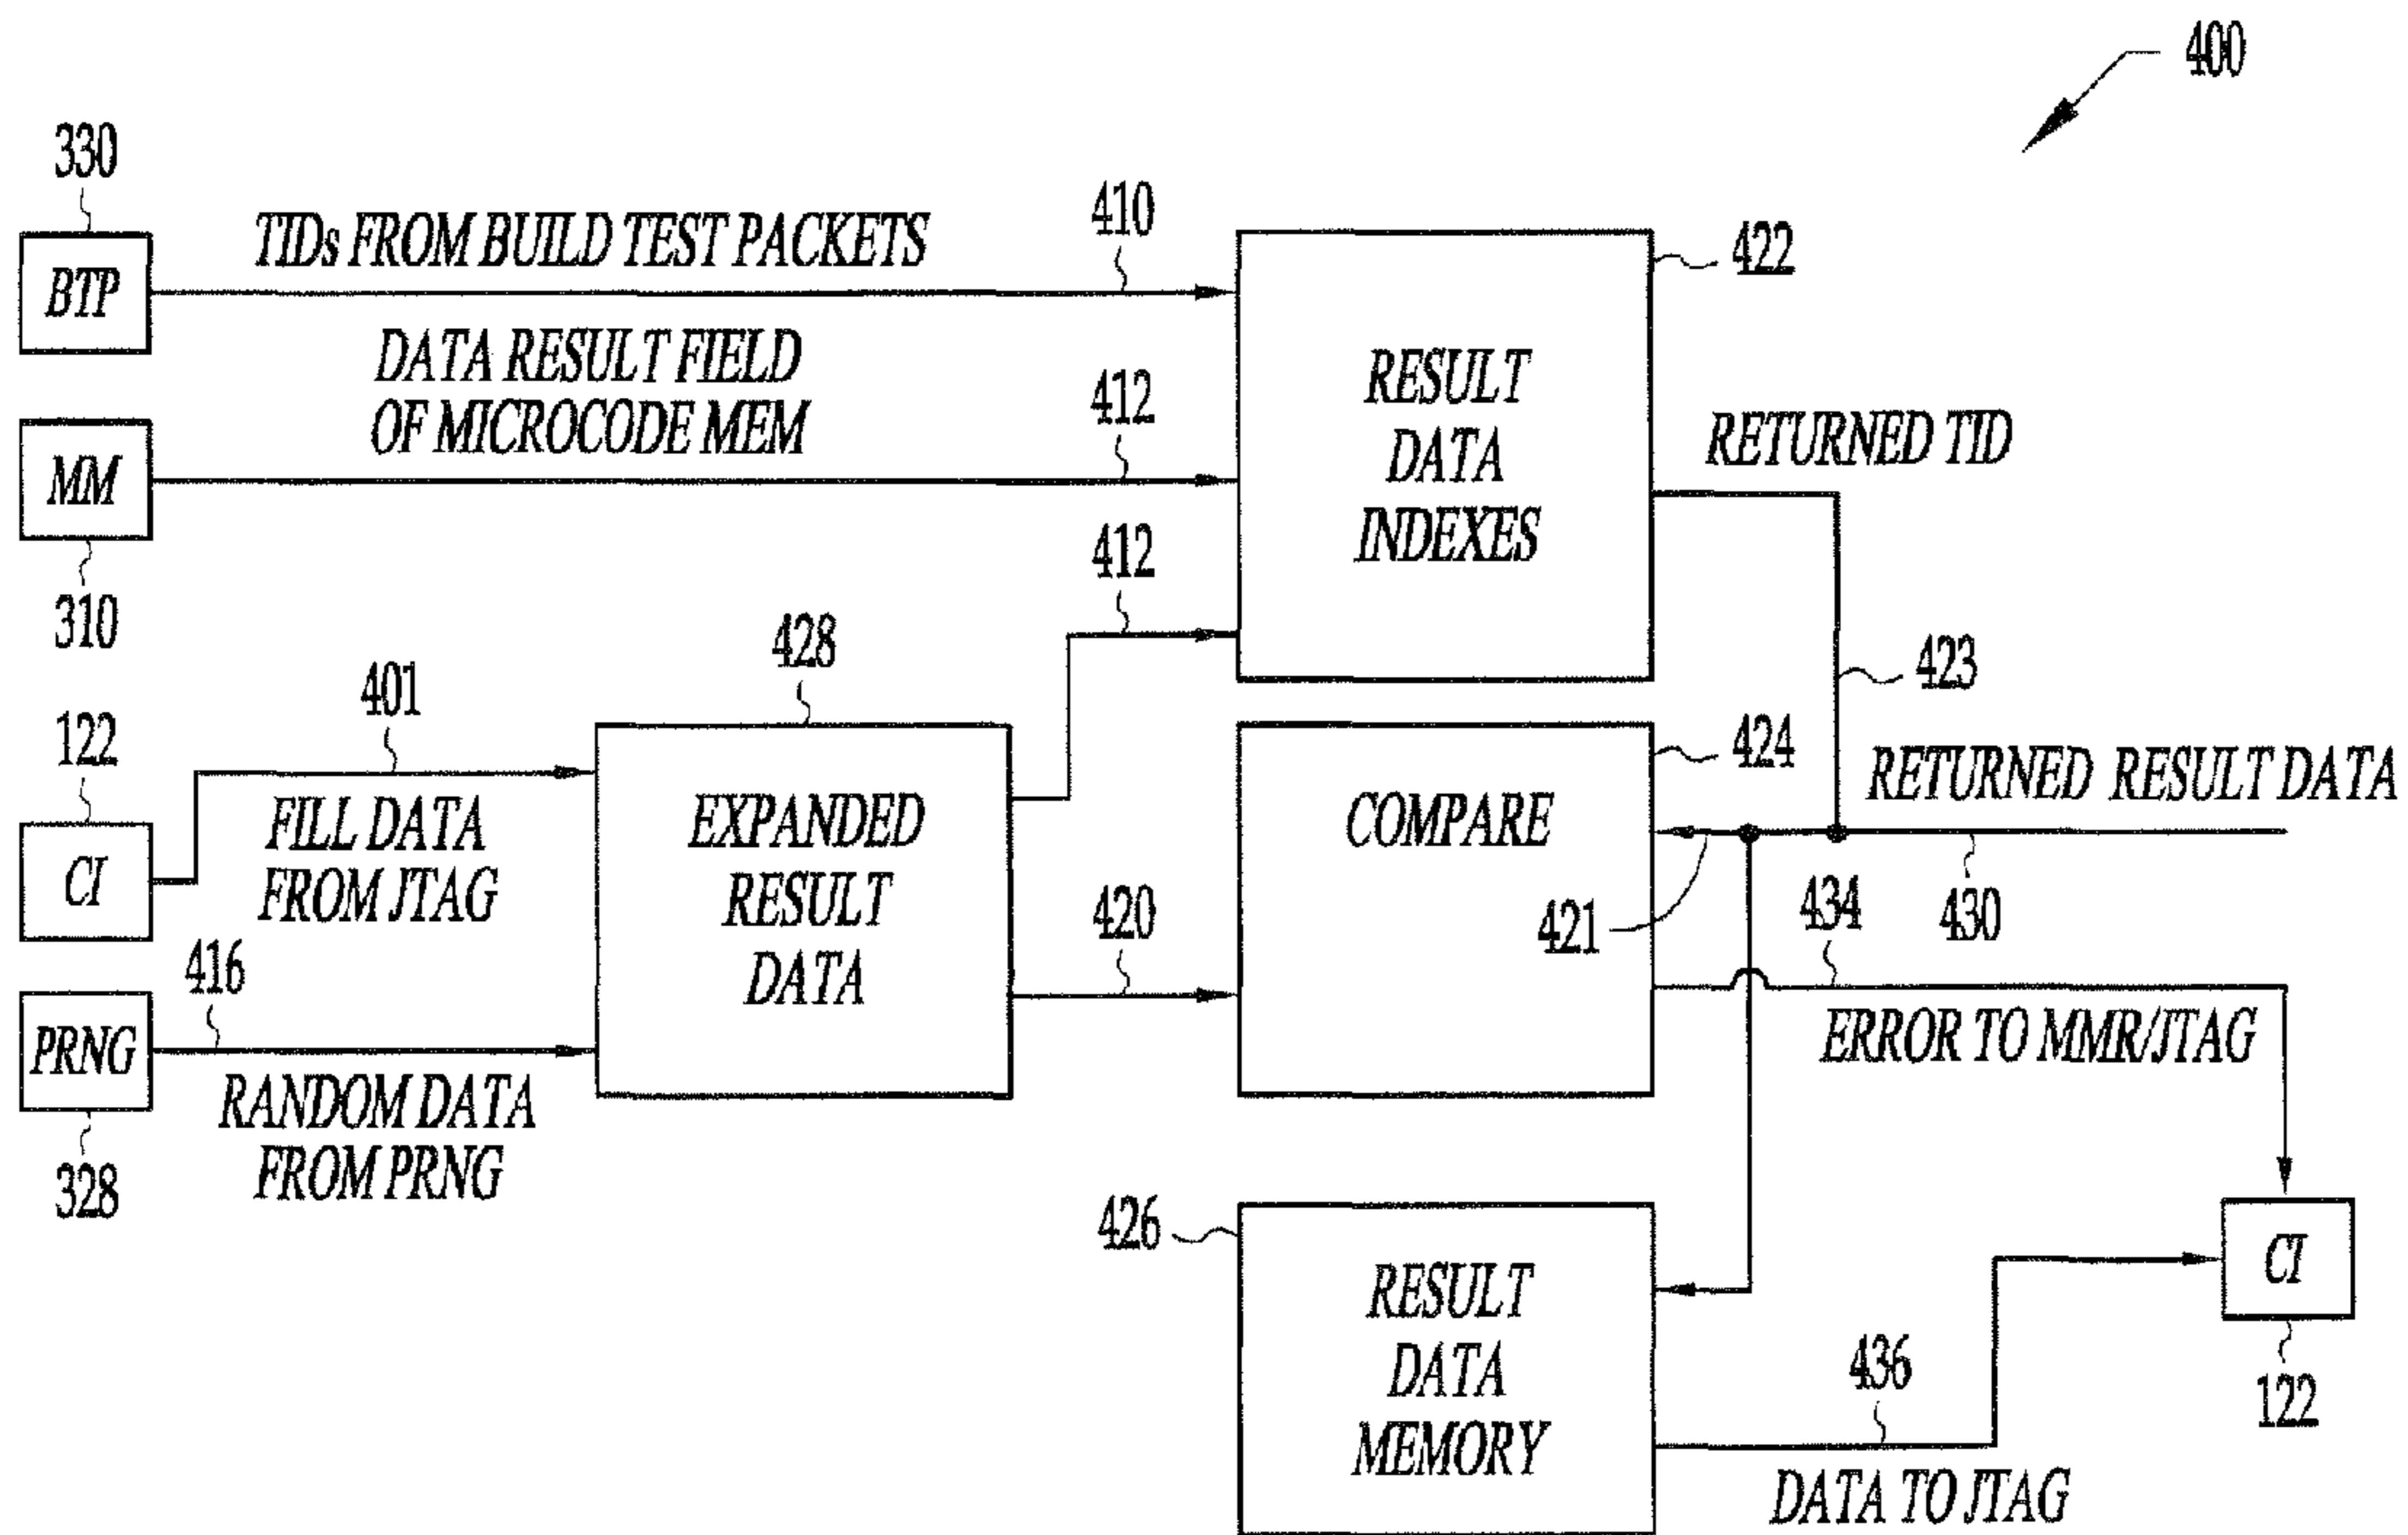 400
330
BTP
TIDs FROM BUILD TEST PACKETS
410
422
DATA RESULT FIELD
OF MICROCODE MEM
412
MM
310
RESULT
DATA
INDEXES
RETURNED TID
412
423
428
401
122
CI
FILL DATA
FROM JTAG
EXPANDED
RESULT
DATA
424
COMPARE
RETURNED RESULT DATA
421
430
434
420
416
PRNG
328
RANDOM DATA
FROM PRNG
ERROR TO MMR/JTAG
426
RESULT
DATA
MEMORY
CI
122
436
DATA TO JTAG